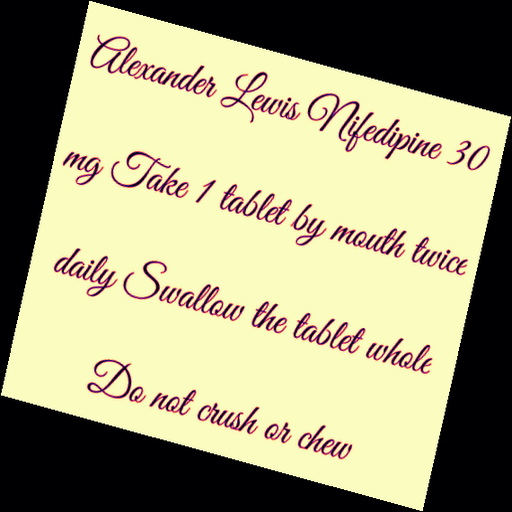 Alexander Lewis Nifedipine 30
mg Take 1 tablet by mouth twice
daily Swallow the tablet whole
Do not crush or chew